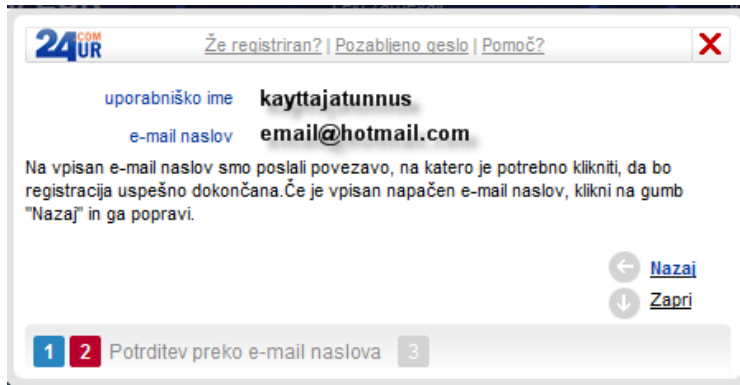 24UR COM
Že registriran? | Pozabljeno geslo | Pomoč?
uporabniško ime kayttajatunnus
e-mail naslov email@hotmail.com
Na vpisan e-mail naslov smo poslali povezavo, na katero je potrebno klikniti, da bo
registracija uspešno dokončana.Če je vpisan napačen e-mail naslov, klikni na gumb
"Nazaj" in ga popravi.
Nazaj
Zapri
1 2 Potrditev preko e-mail naslova 3